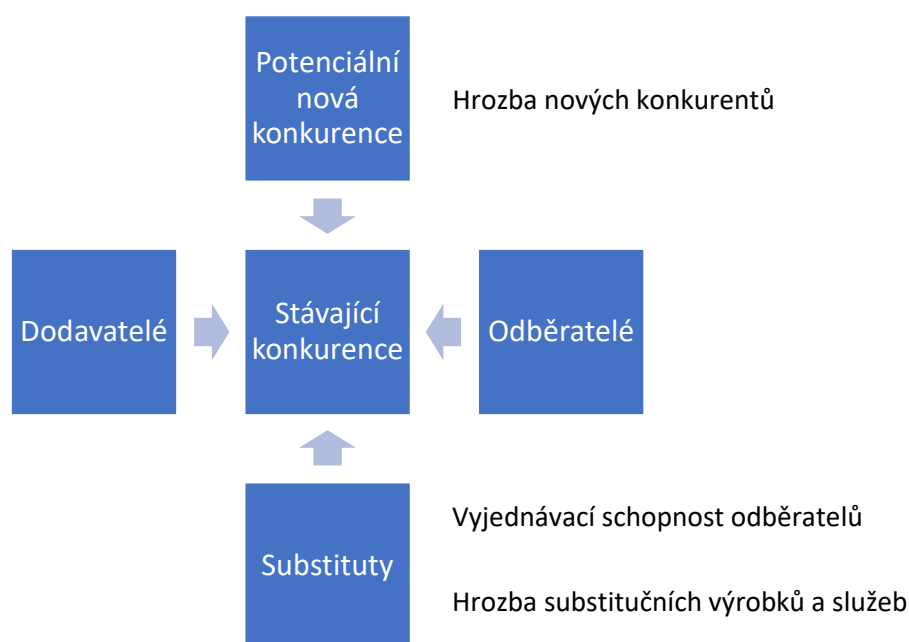 Potenciální
nová
konkurence
Hrozba nových konkurentů
Dodavatelé
Stávající
konkurence
Odběratelé
Vyjednávací schopnost odběratelů
Substituty
Hrozba substitučních výrobků a služeb